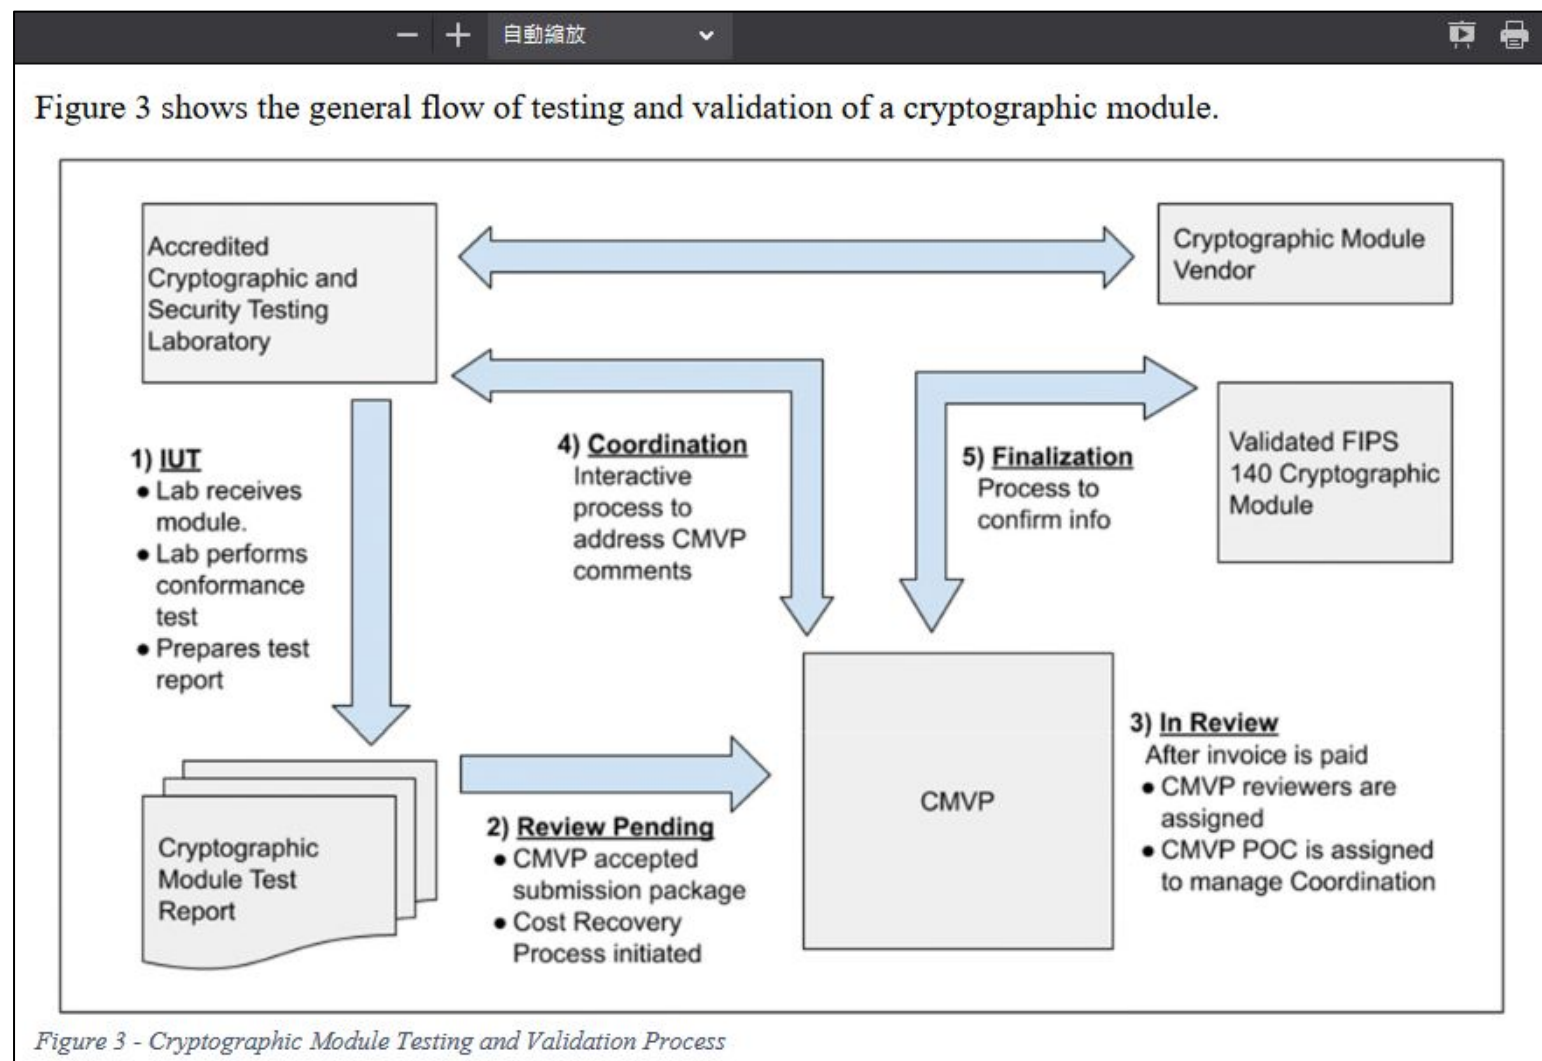 自動縮放
Figure 3 shows the general flow of testing and validation of a cryptographic module.
Accredited
Cryptographic and
Security Testing
Laboratory
Cryptographic Module
Vendor
1) IUT
● Lab receives
module.
● Lab performs
conformance
test
● Prepares test
report
4) Coordination
Interactive
process to
address CMVP
comments
5) Finalization
Process to
confirm info
Validated FIPS
140 Cryptographic
Module
Cryptographic
Module Test
Report
2) Review Pending
● CMVP accepted
submission package
● Cost Recovery
Process initiated
CMVP
3) In Review
After invoice is paid
● CMVP reviewers are
assigned
● CMVP POC is assigned
to manage Coordination
Figure 3 - Cryptographic Module Testing and Validation Process